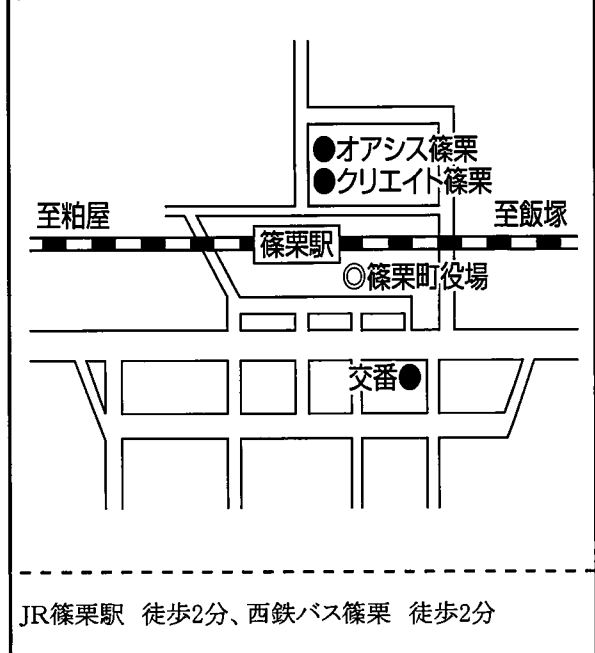 オアシス篠栗
クリエイト篠栗
至粕屋
至飯塚
篠栗駅
◎篠栗町役場
交番
JR篠栗駅 徒歩2分、西鉄バス篠栗 徒歩2分